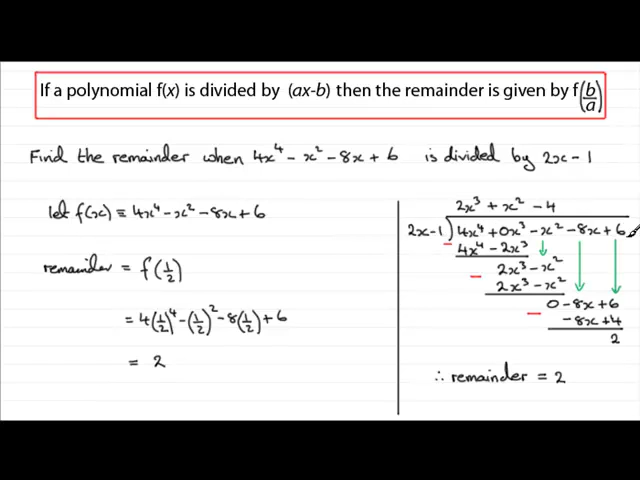 If a polynomial f(x) is divided by (ax-b) then the remainder is given by f(b/a)
Find the remainder when 4x⁴ - x² - 8x + 6 is divided by 2x - 1
let f(x) ≡ 4x⁴ - x² - 8x + 6
remainder = f(1/2)
= 4(1/2)⁴ - (1/2)² - 8(1/2) + 6
= 2
2x³ + x² - 4
2x-1 ) 4x⁴ + 0x³ - x² - 8x + 6
- 4x⁴ - 2x³
2x³ - x²
- 2x³ - x²
0 - 8x + 6
- - 8x + 4
2
∴ remainder = 2